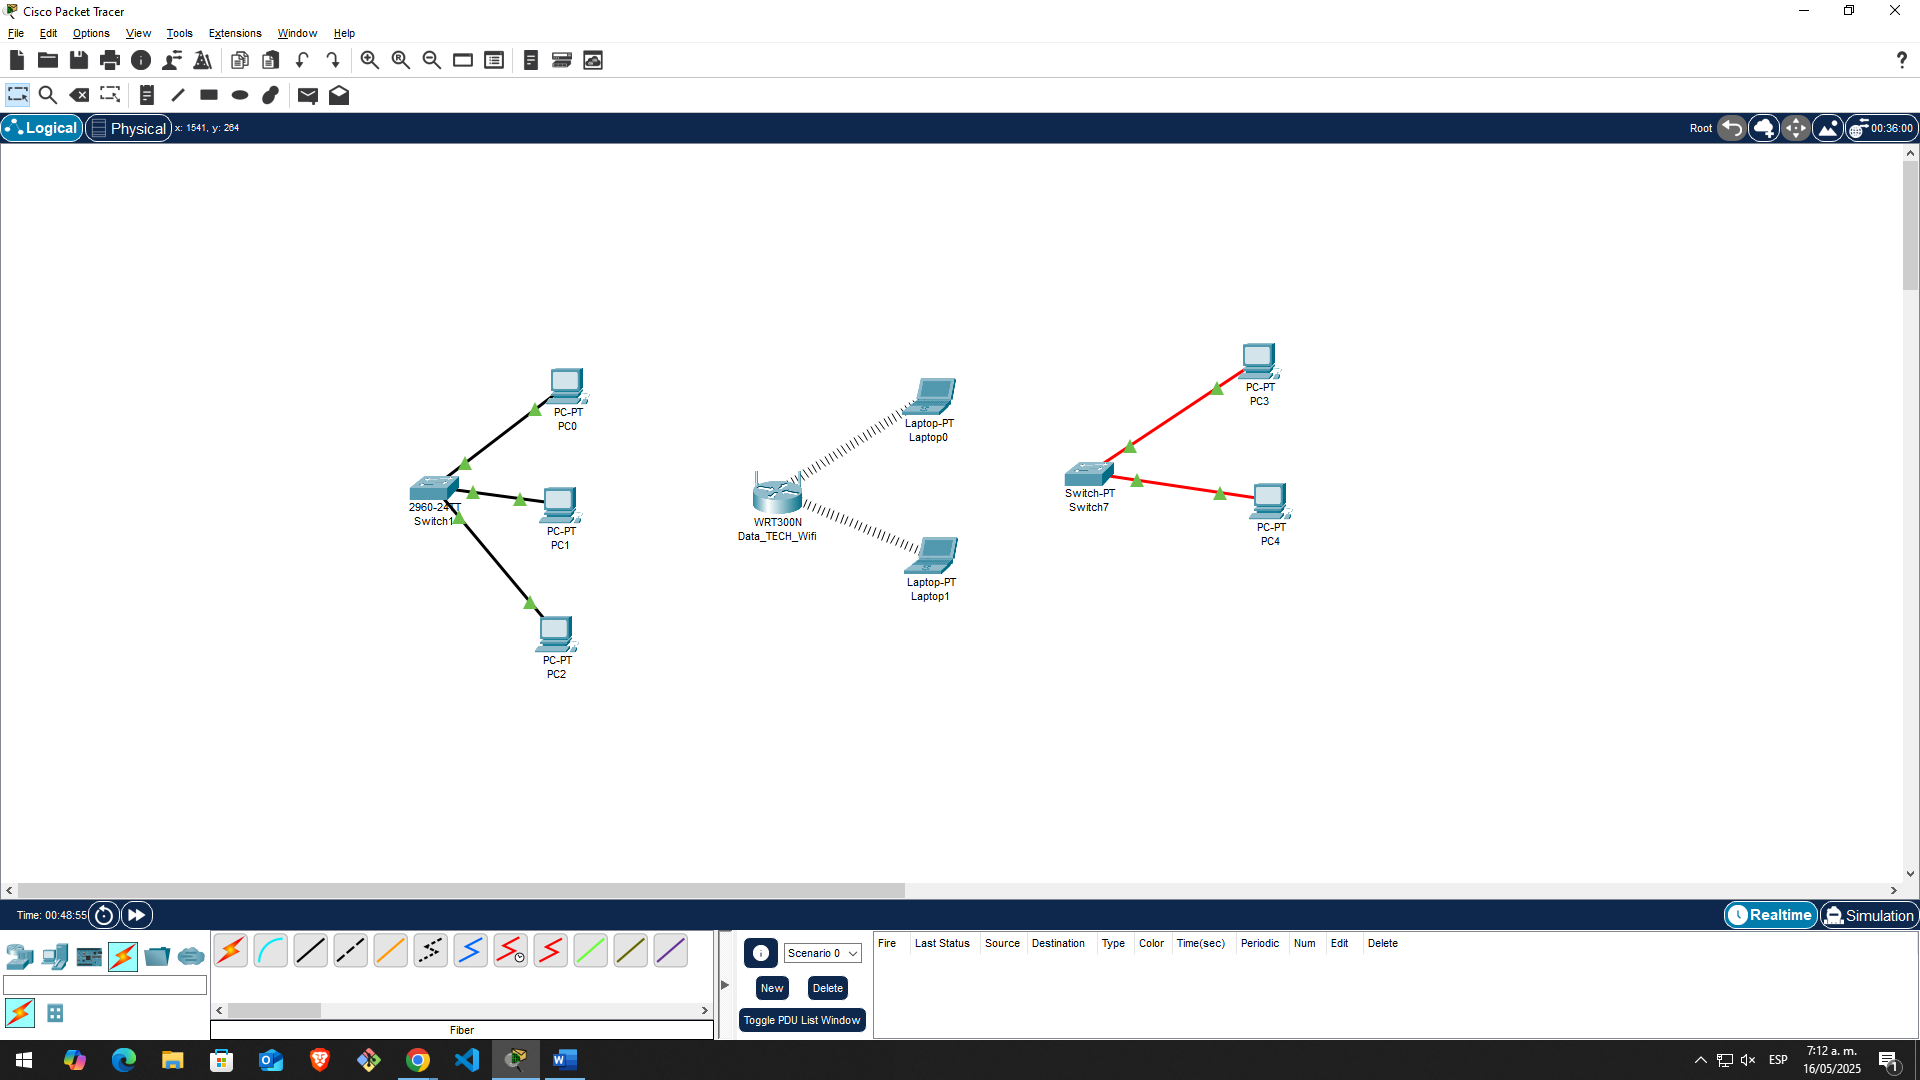 Cisco Packet Tracer
File Edit Options View Tools Extensions Window Help
?
Logical Physical x: 1541, y: 264 Root 00:36:00
PC-PT
PC0
2960-24TT
Switch1
PC-PT
PC1
PC-PT
PC2
Laptop-PT
Laptop0
WRT300N
Data_TECH_Wifi
Laptop-PT
Laptop1
PC-PT
PC3
Switch-PT
Switch7
PC-PT
PC4
Time: 00:48:55 Realtime Simulation
Scenario 0
New Delete
Toggle PDU List Window
Fire Last Status Source Destination Type Color Time(sec) Periodic Num Edit Delete
Fiber
ESP
7:12 a. m.
16/05/2025
1